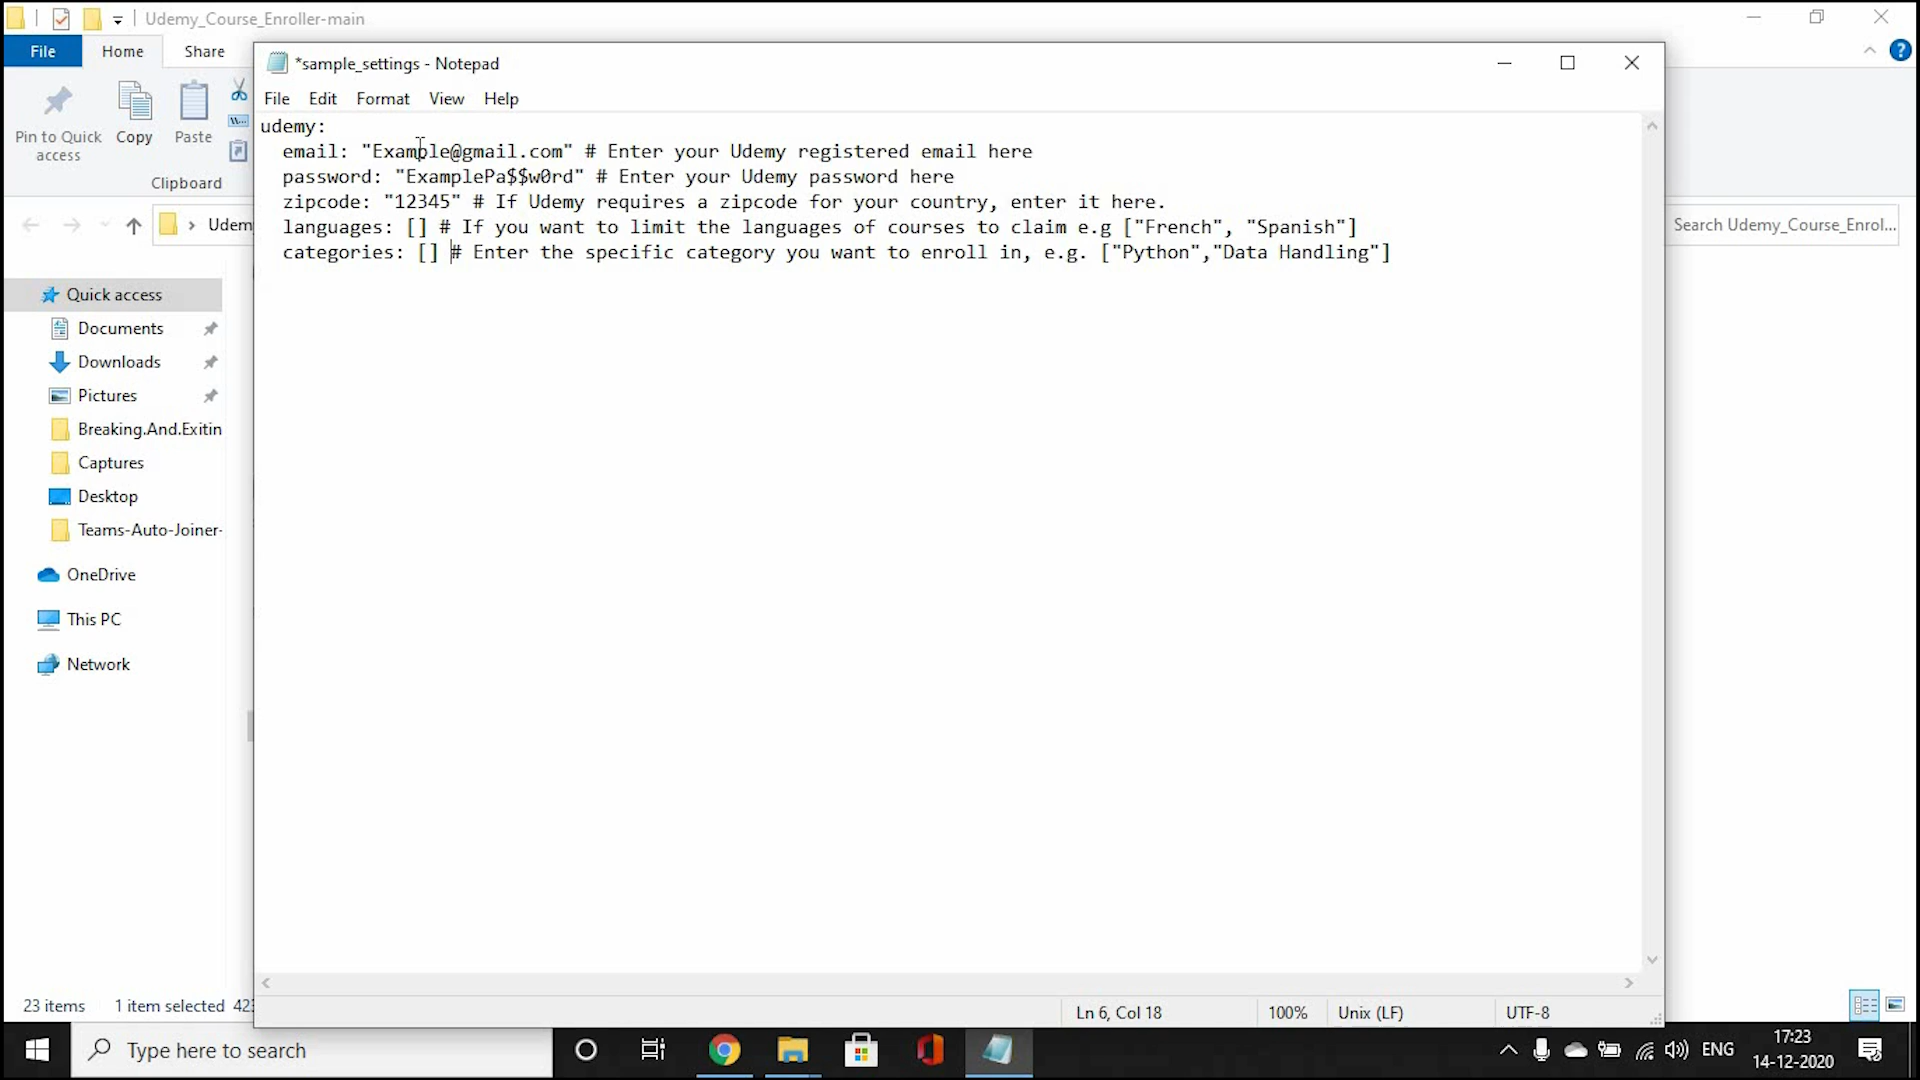 Udemy_Course_Enroller-main
File Home Share
*sample_settings - Notepad
File Edit Format View Help
Pin to Quick access
Copy
Paste
Clipboard
udemy:
email: "Example@gmail.com" # Enter your Udemy registered email here
password: "ExamplePa$$w0rd" # Enter your Udemy password here
zipcode: "12345" # If Udemy requires a zipcode for your country, enter it here.
languages: [] # If you want to limit the languages of courses to claim e.g ["French", "Spanish"]
categories: [] # Enter the specific category you want to enroll in, e.g. ["Python","Data Handling"]
Udem
Search Udemy_Course_Enrol...
Quick access
Documents
Downloads
Pictures
Breaking.And.Exitin
Captures
Desktop
Teams-Auto-Joiner-
OneDrive
This PC
Network
23 items 1 item selected 423
Ln 6, Col 18 100% Unix (LF) UTF-8
Type here to search
ENG
17:23
14-12-2020